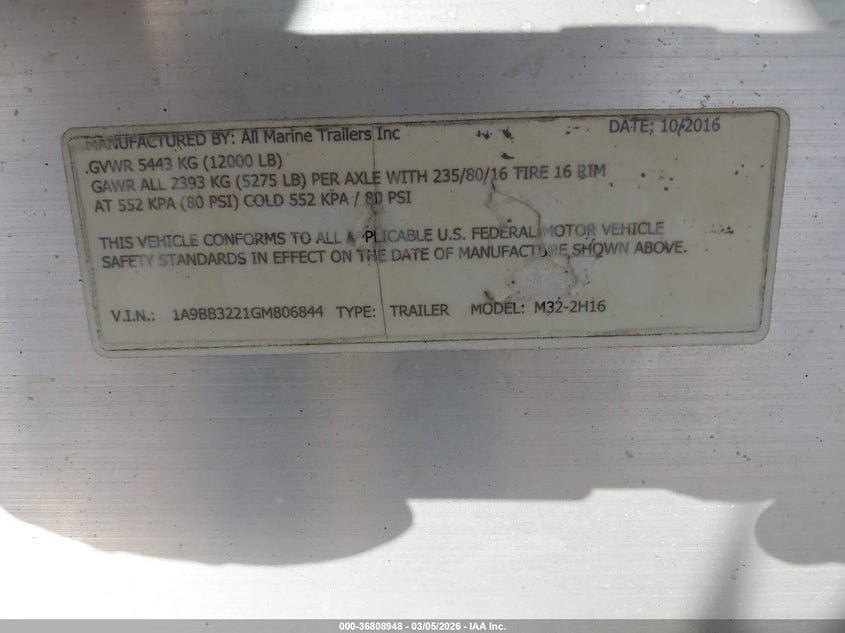 MANUFACTURED BY: All Marine Trailers Inc DATE; 10/2016
GVWR 5443 KG (12000 LB)
GAWR ALL 2393 KG (5275 LB) PER AXLE WITH 235/80/16 TIRE 16 RIM
AT 552 KPA (80 PSI) COLD 552 KPA / 80 PSI
THIS VEHICLE CONFORMS TO ALL APPLICABLE U.S. FEDERAL MOTOR VEHICLE
SAFETY STANDARDS IN EFFECT ON THE DATE OF MANUFACTURE SHOWN ABOVE.
V.I.N.: 1A9BB3221GM806844 TYPE: TRAILER MODEL: M32-2H16
000-36808948 - 03/05/2026 - IAA Inc.